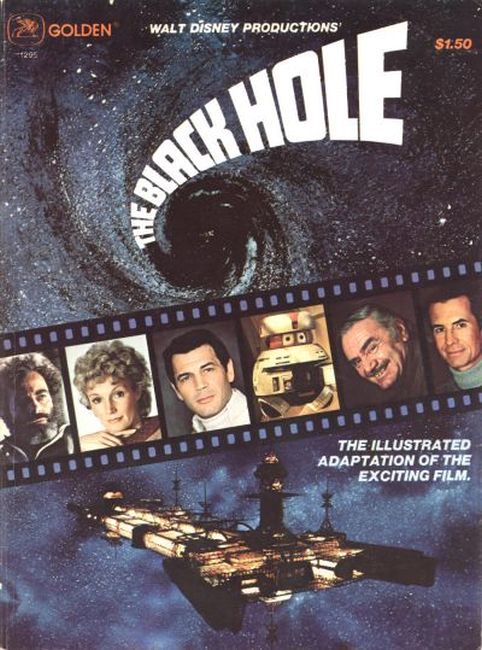 GOLDEN®
1295
WALT DISNEY PRODUCTIONS'
$1.50
THE BLACK HOLE
THE ILLUSTRATED
ADAPTATION OF THE
EXCITING FILM.